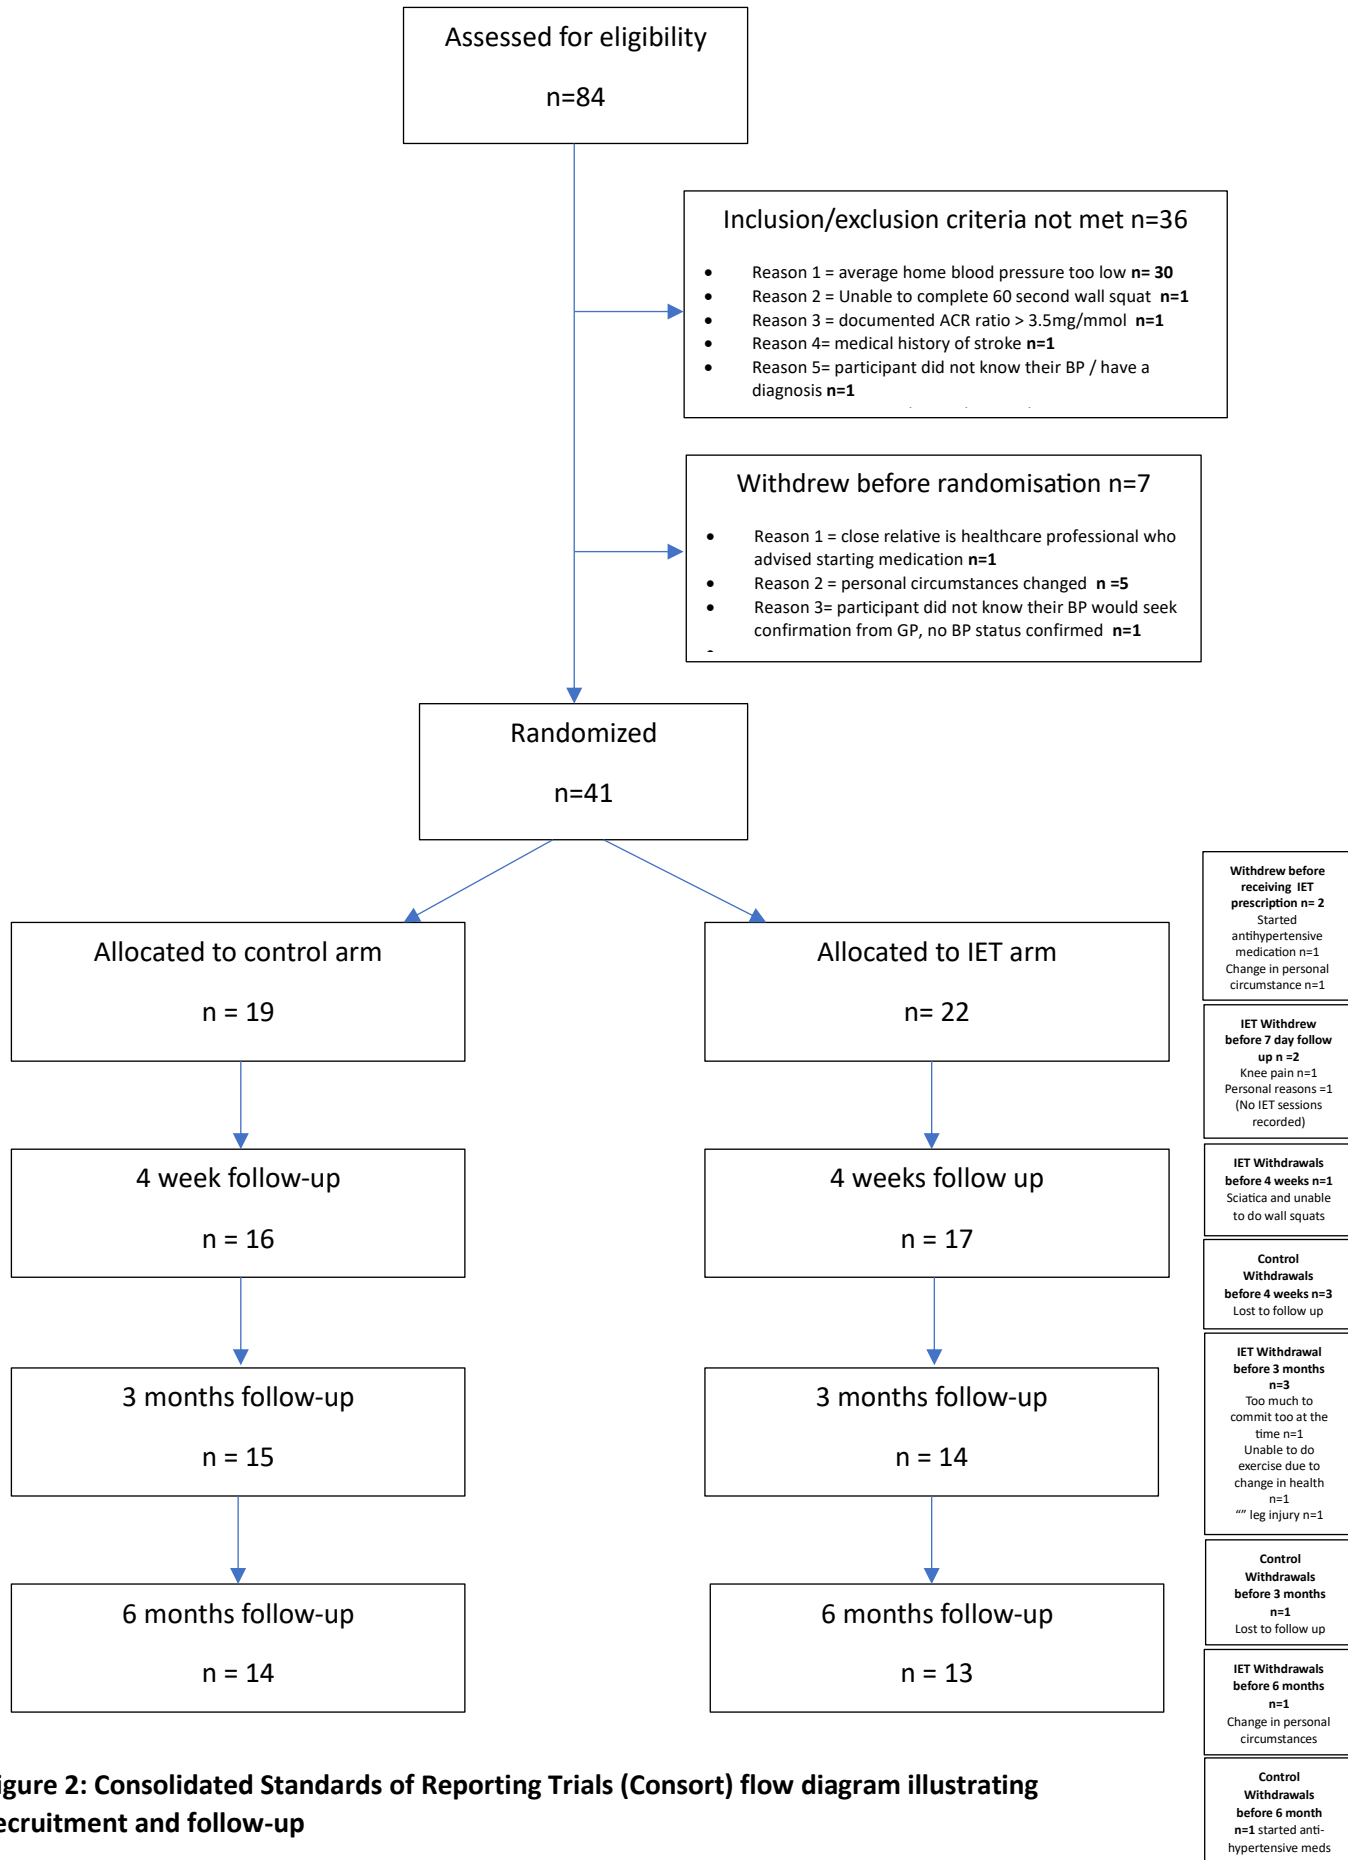 Assessed for eligibility
n=84
Inclusion/exclusion criteria not met n=36
• Reason 1 = average home blood pressure too low n= 30
• Reason 2 = Unable to complete 60 second wall squat n=1
• Reason 3 = documented ACR ratio > 3.5mg/mmol n=1
• Reason 4= medical history of stroke n=1
• Reason 5= participant did not know their BP / have a
diagnosis n=1
Withdrew before randomisation n=7
• Reason 1 = close relative is healthcare professional who
advised starting medication n=1
• Reason 2 = personal circumstances changed n =5
• Reason 3= participant did not know their BP would seek
confirmation from GP, no BP status confirmed n=1
Randomized
n=41
Allocated to control arm
n = 19
Allocated to IET arm
n= 22
4 week follow-up
n = 16
4 weeks follow up
n = 17
3 months follow-up
n = 15
3 months follow-up
n = 14
6 months follow-up
n = 14
6 months follow-up
n = 13
Withdrew before
receiving IET
prescription n= 2
Started
antihypertensive
medication n=1
Change in personal
circumstance n=1
IET Withdrew
before 7 day follow
up n =2
Knee pain n=1
Personal reasons =1
(No IET sessions
recorded)
IET Withdrawals
before 4 weeks n=1
Sciatica and unable
to do wall squats
Control
Withdrawals
before 4 weeks n=3
Lost to follow up
IET Withdrawal
before 3 months
n=3
Too much to
commit too at the
time n=1
Unable to do
exercise due to
change in health
n=1
“” leg injury n=1
Control
Withdrawals
before 3 months
n=1
Lost to follow up
IET Withdrawals
before 6 months
n=1
Change in personal
circumstances
Control
Withdrawals
before 6 month
n=1 started anti-
hypertensive meds
igure 2: Consolidated Standards of Reporting Trials (Consort) flow diagram illustrating
ecruitment and follow-up